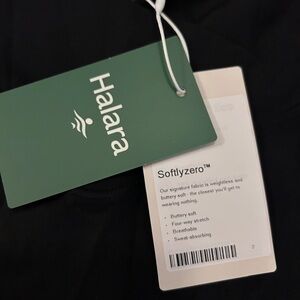 Halara
Softlyzero™
Our signature fabric is weightless and
buttery soft - the closest you'll get to
wearing nothing.
- Buttery soft
- Four-way stretch
- Breathable
- Sweat-absorbing